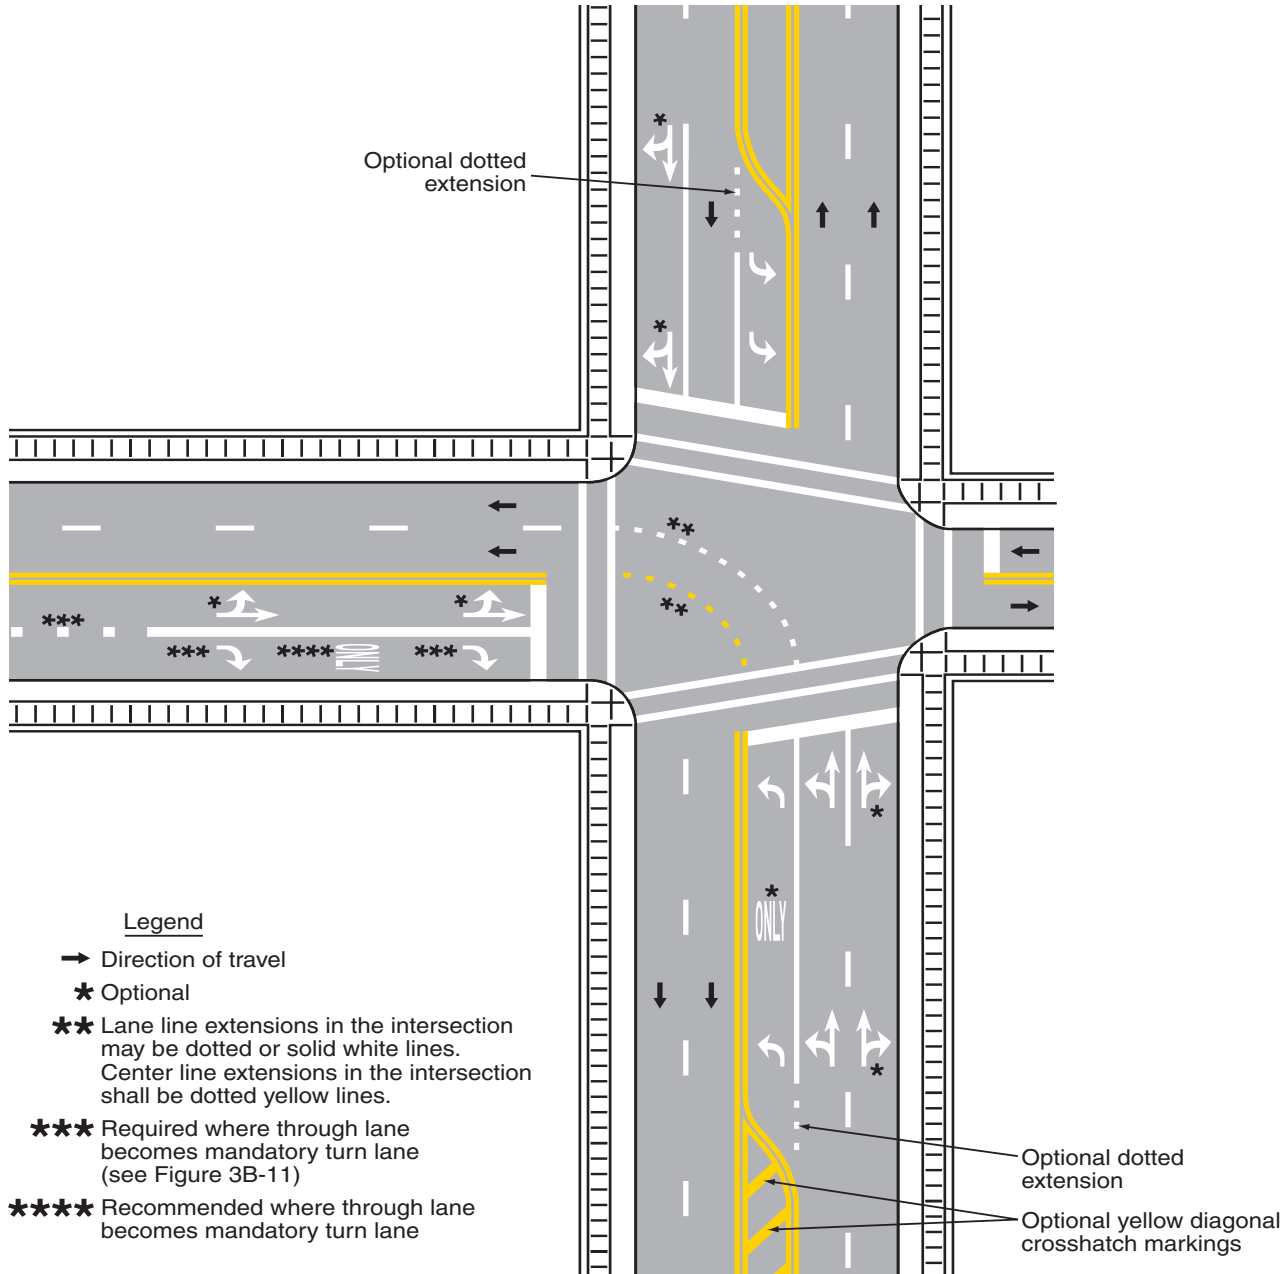 Optional dotted
extension
*
*
**
**
***
*
*
***
**** ONLY
***
*
*
ONLY
*
Legend
Direction of travel
* Optional
** Lane line extensions in the intersection
may be dotted or solid white lines.
Center line extensions in the intersection
shall be dotted yellow lines.
*** Required where through lane
becomes mandatory turn lane
(see Figure 3B-11)
**** Recommended where through lane
becomes mandatory turn lane
Optional dotted
extension
Optional yellow diagonal
crosshatch markings